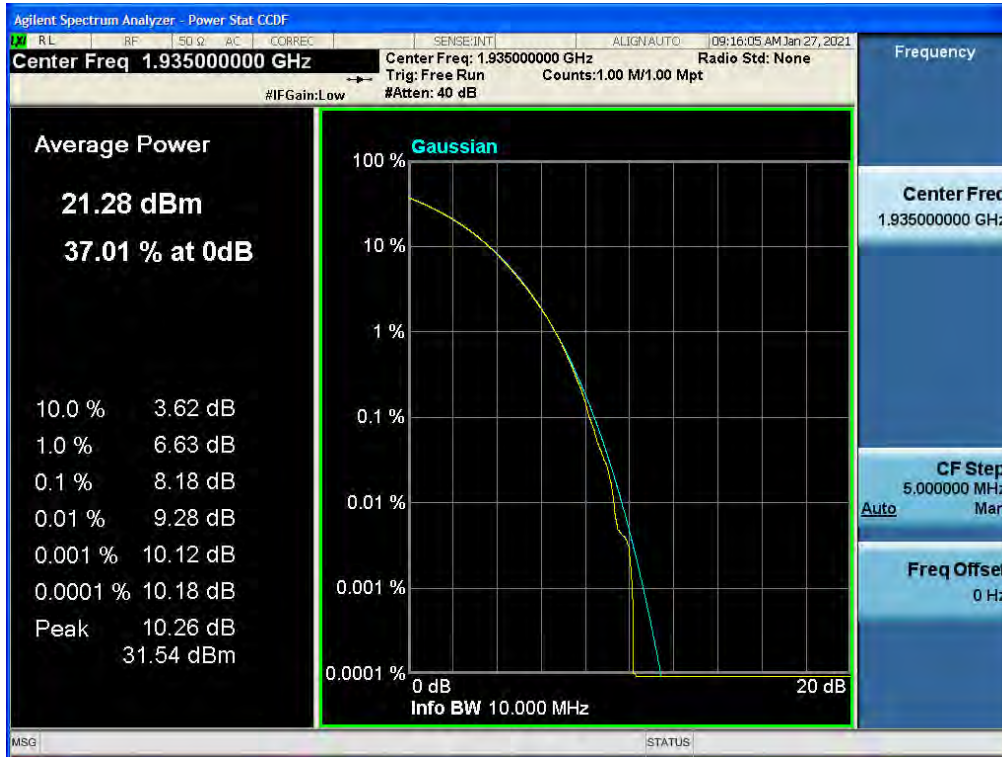 Agilent Spectrum Analyzer - Power Stat CCDF
LXI RL RF 50 Ω AC CORREC SENSE:INT ALIGN AUTO 09:16:05 AM Jan 27, 2021
Center Freq 1.935000000 GHz
Center Freq: 1.935000000 GHz Radio Std: None
Trig: Free Run Counts:1.00 M/1.00 Mpt
#IFGain:Low #Atten: 40 dB
Frequency
Average Power
21.28 dBm
37.01 % at 0dB
10.0 % 3.62 dB
1.0 % 6.63 dB
0.1 % 8.18 dB
0.01 % 9.28 dB
0.001 % 10.12 dB
0.0001 % 10.18 dB
Peak 10.26 dB
31.54 dBm
Gaussian
100 %
10 %
1 %
0.1 %
0.01 %
0.001 %
0.0001 %
0 dB 20 dB
Info BW 10.000 MHz
Center Freq
1.935000000 GHz
CF Step
5.000000 MHz
Auto Man
Freq Offset
0 Hz
MSG STATUS